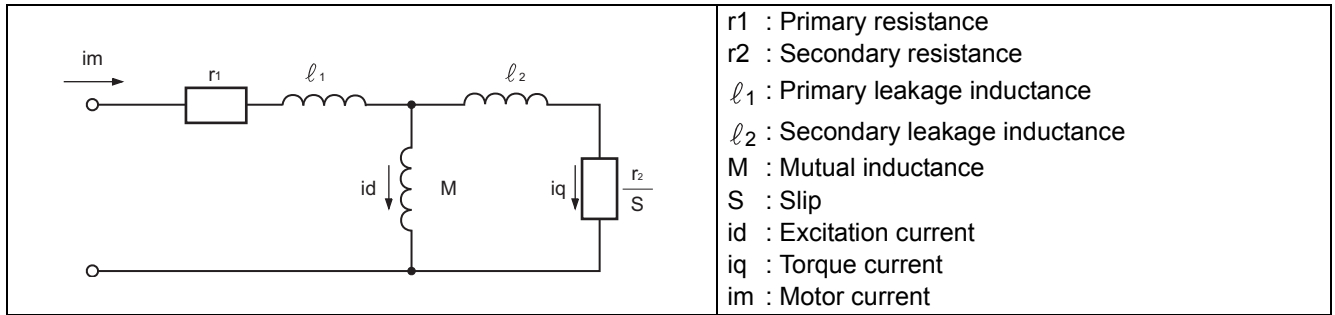 im
r1
ℓ1
ℓ2
id
M
iq
r2
S
r1 : Primary resistance
r2 : Secondary resistance
ℓ1 : Primary leakage inductance
ℓ2 : Secondary leakage inductance
M : Mutual inductance
S : Slip
id : Excitation current
iq : Torque current
im : Motor current